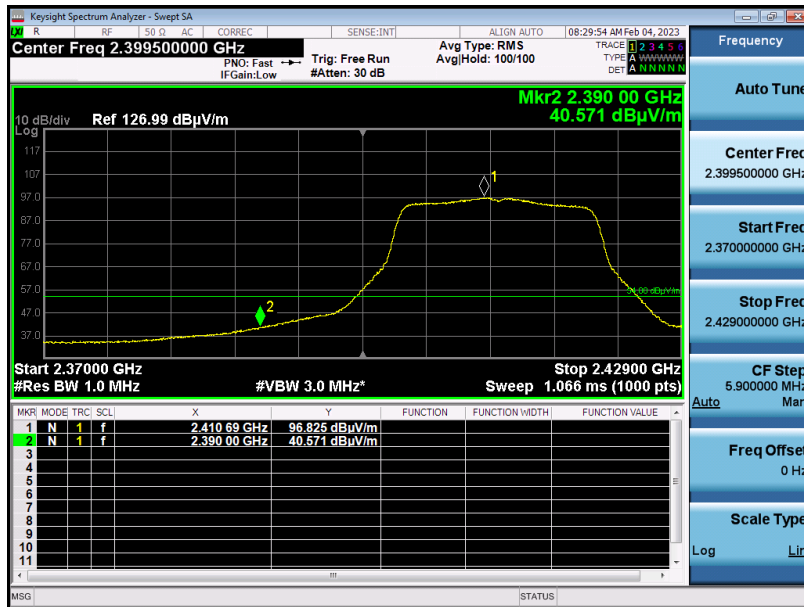 Keysight Spectrum Analyzer - Swept SA
LXI R RF 50 Ω AC CORREC SENSE:INT ALIGN AUTO 08:29:54 AM Feb 04, 2023
Center Freq 2.399500000 GHz
PNO: Fast
IFGain:Low
Trig: Free Run
#Atten: 30 dB
Avg Type: RMS
Avg|Hold: 100/100
TRACE 1 2 3 4 5 6
TYPE A WWWWW
DET A N N N N N
Mkr2 2.390 00 GHz
40.571 dBµV/m
10 dB/div Ref 126.99 dBµV/m
Log
117
107
97.0
87.0
77.0
67.0
57.0
47.0
37.0
1
2
54.00 dBµV/m
Start 2.37000 GHz Stop 2.42900 GHz
#Res BW 1.0 MHz #VBW 3.0 MHz* Sweep 1.066 ms (1000 pts)
MKR MODE TRC SCL X Y FUNCTION FUNCTION WIDTH FUNCTION VALUE
1 N 1 f 2.410 69 GHz 96.825 dBµV/m
2 N 1 f 2.390 00 GHz 40.571 dBµV/m
3
4
5
6
7
8
9
10
11
MSG STATUS
Frequency
Auto Tune
Center Freq
2.399500000 GHz
Start Freq
2.370000000 GHz
Stop Freq
2.429000000 GHz
CF Step
5.900000 MHz
Auto Man
Freq Offset
0 Hz
Scale Type
Log Lin